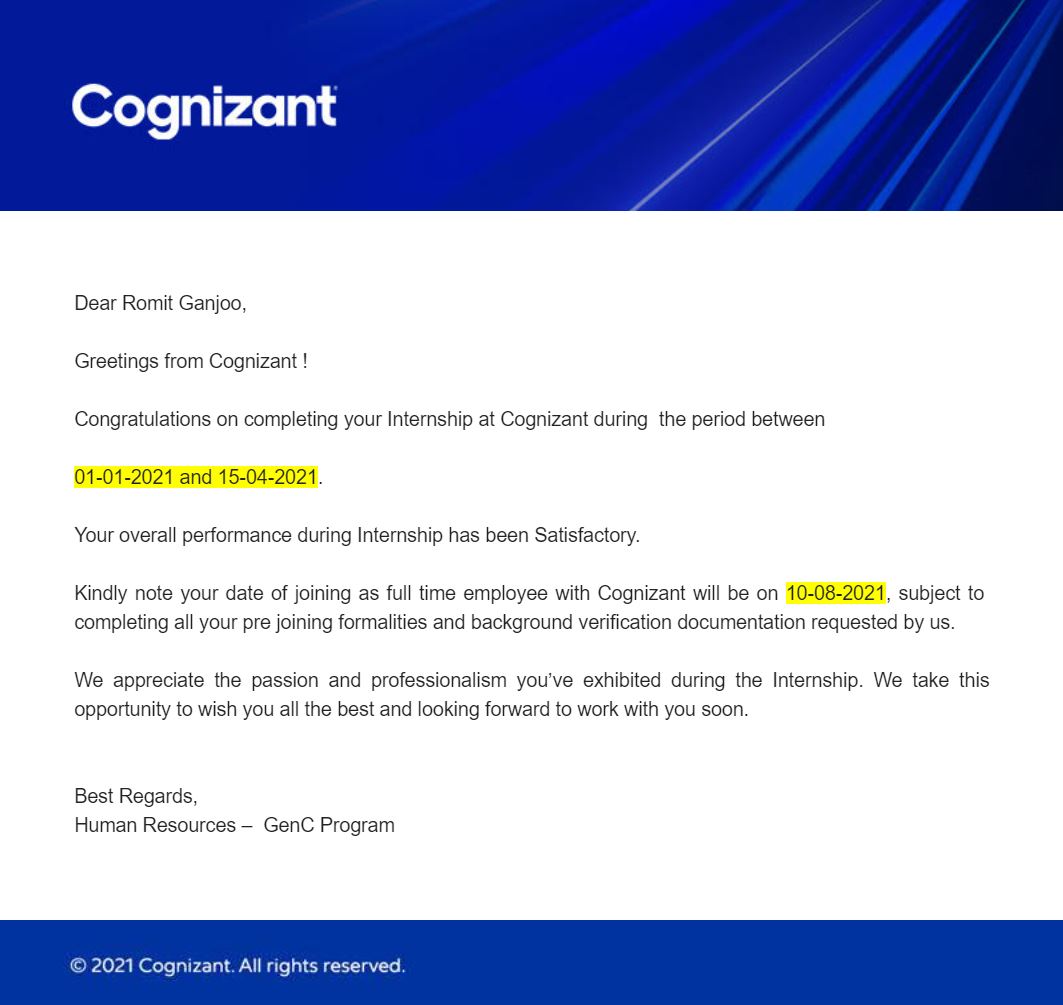 Cognizant
Dear Romit Ganjoo,
Greetings from Cognizant !
Congratulations on completing your Internship at Cognizant during  the period between
01-01-2021 and 15-04-2021.
Your overall performance during Internship has been Satisfactory.
Kindly note your date of joining as full time employee with Cognizant will be on 10-08-2021, subject to
completing all your pre joining formalities and background verification documentation requested by us.
We appreciate the passion and professionalism you’ve exhibited during the Internship. We take this
opportunity to wish you all the best and looking forward to work with you soon.
Best Regards,
Human Resources –  GenC Program
© 2021 Cognizant. All rights reserved.